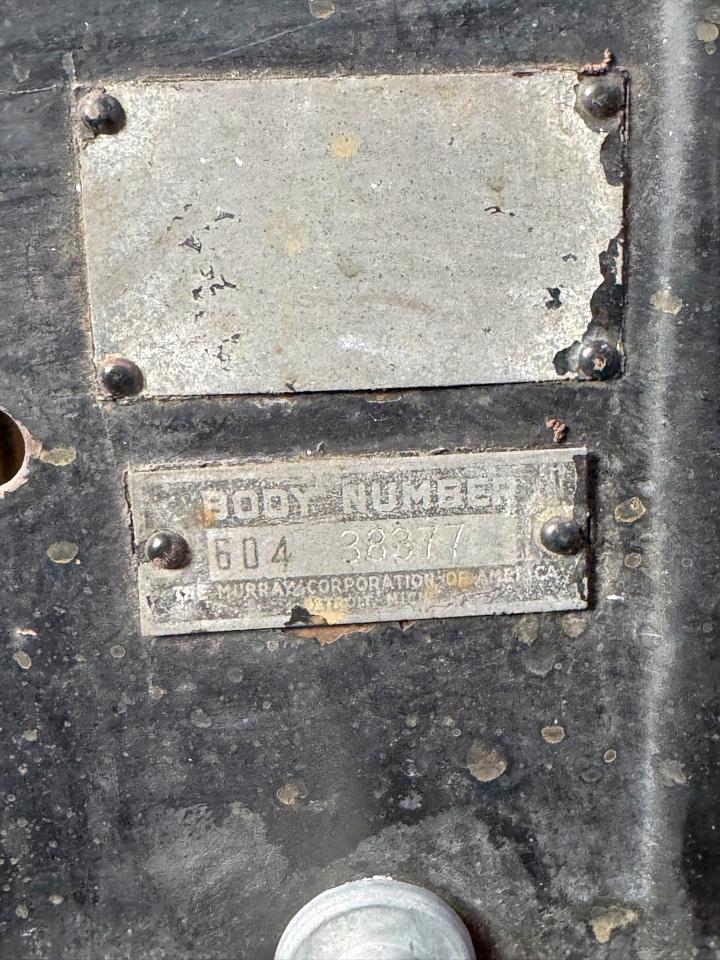 BODY NUMBER
604 38377
THE MURRAY CORPORATION OF AMERICA
DETROIT MICH